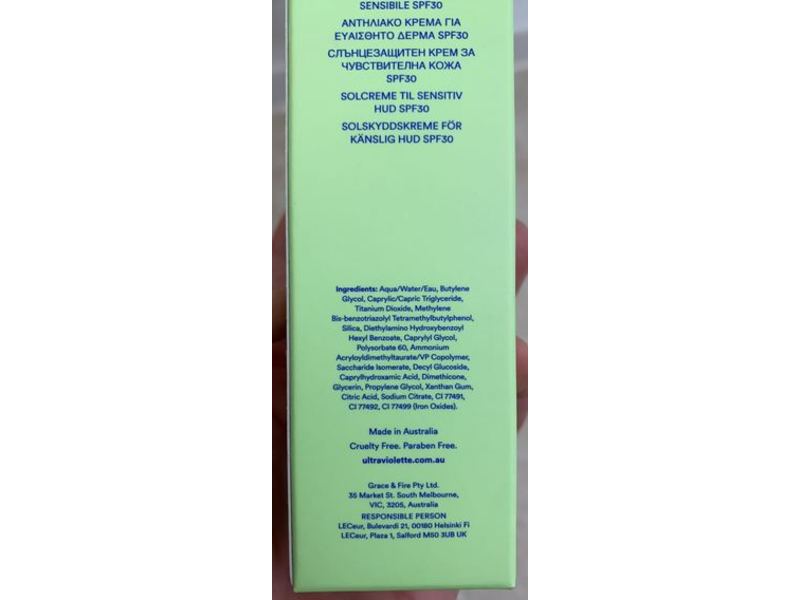 SENSIBILE SPF30
ΑΝΤΗΛΙΑΚΟ ΚΡΕΜΑ ΓΙΑ
ΕΥΑΙΣΘΗΤΟ ΔΕΡΜΑ SPF30
СЛЪНЦЕЗАЩИТЕН КРЕМ ЗА
ЧУВСТВИТЕЛНА КОЖА
SPF30
SOLCREME TIL SENSITIV
HUD SPF30
SOLSKYDDSKREME FÖR
KÄNSLIG HUD SPF30
Ingredients: Aqua/Water/Eau, Butylene
Glycol, Caprylic/Capric Triglyceride,
Titanium Dioxide, Methylene
Bis-benzotriazolyl Tetramethylbutylphenol,
Silica, Diethylamino Hydroxybenzoyl
Hexyl Benzoate, Caprylyl Glycol,
Polysorbate 60, Ammonium
Acryloyldimethyltaurate/VP Copolymer,
Saccharide Isomerate, Decyl Glucoside,
Caprylhydroxamic Acid, Dimethicone,
Glycerin, Propylene Glycol, Xanthan Gum,
Citric Acid, Sodium Citrate, CI 77491,
CI 77492, CI 77499 (Iron Oxides).
Made in Australia
Cruelty Free. Paraben Free.
ultraviolette.com.au
Grace & Fire Pty Ltd.
35 Market St. South Melbourne,
VIC, 3205, Australia
RESPONSIBLE PERSON
LECeur, Bulevardi 21, 00180 Helsinki Fi
LECeur, Plaza 1, Salford M50 3UB UK